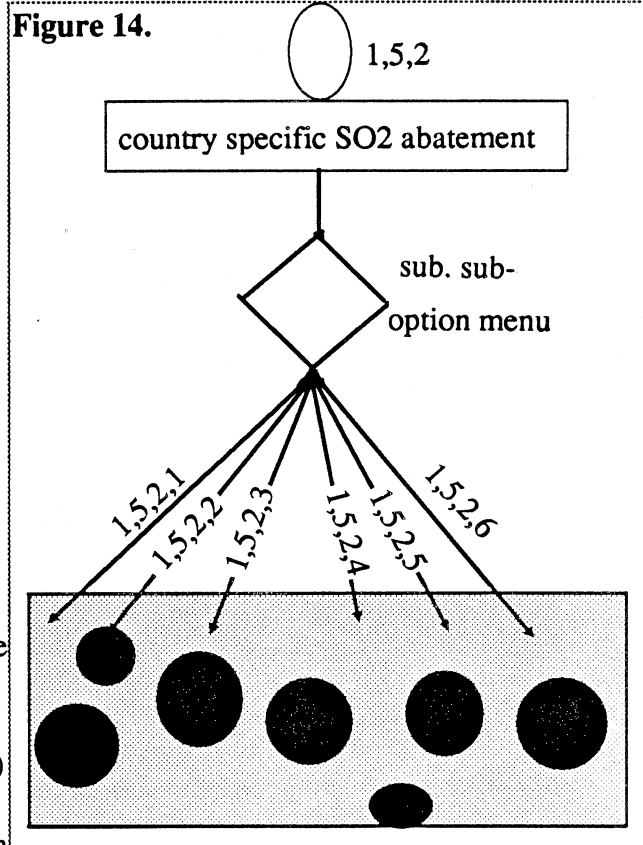 Figure 14.
1,5,2
country specific SO2 abatement
sub. sub-
option menu
1,5,2,1
1,5,2,2
1,5,2,3
1,5,2,4
1,5,2,5
1,5,2,6